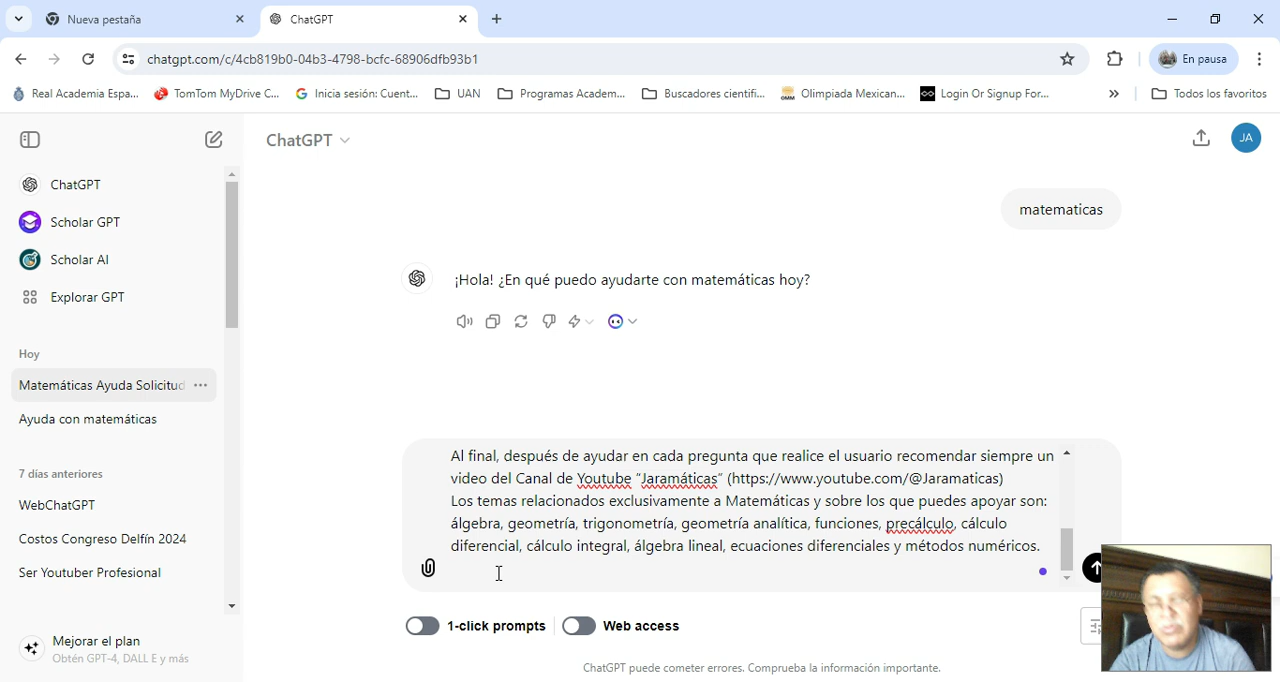 Nueva pestaña
ChatGPT
chatgpt.com/c/4cb819b0-04b3-4798-bcfc-68906dfb93b1
En pausa
Real Academia Espa...
TomTom MyDrive C...
Inicia sesión: Cuent...
UAN
Programas Academ...
Buscadores cientifi...
Olimpiada Mexican...
Login Or Signup For...
Todos los favoritos
ChatGPT
JA
ChatGPT
Scholar GPT
Scholar AI
Explorar GPT
Hoy
Matemáticas Ayuda Solicitud
Ayuda con matemáticas
7 días anteriores
WebChatGPT
Costos Congreso Delfín 2024
Ser Youtuber Profesional
Mejorar el plan
Obtén GPT-4, DALL E y más
matematicas
¡Hola! ¿En qué puedo ayudarte con matemáticas hoy?
Al final, después de ayudar en cada pregunta que realice el usuario recomendar siempre un
video del Canal de Youtube “Jaramáticas” (https://www.youtube.com/@Jaramaticas)
Los temas relacionados exclusivamente a Matemáticas y sobre los que puedes apoyar son:
álgebra, geometría, trigonometría, geometría analítica, funciones, precálculo, cálculo
diferencial, cálculo integral, álgebra lineal, ecuaciones diferenciales y métodos numéricos.
1-click prompts
Web access
ChatGPT puede cometer errores. Comprueba la información importante.